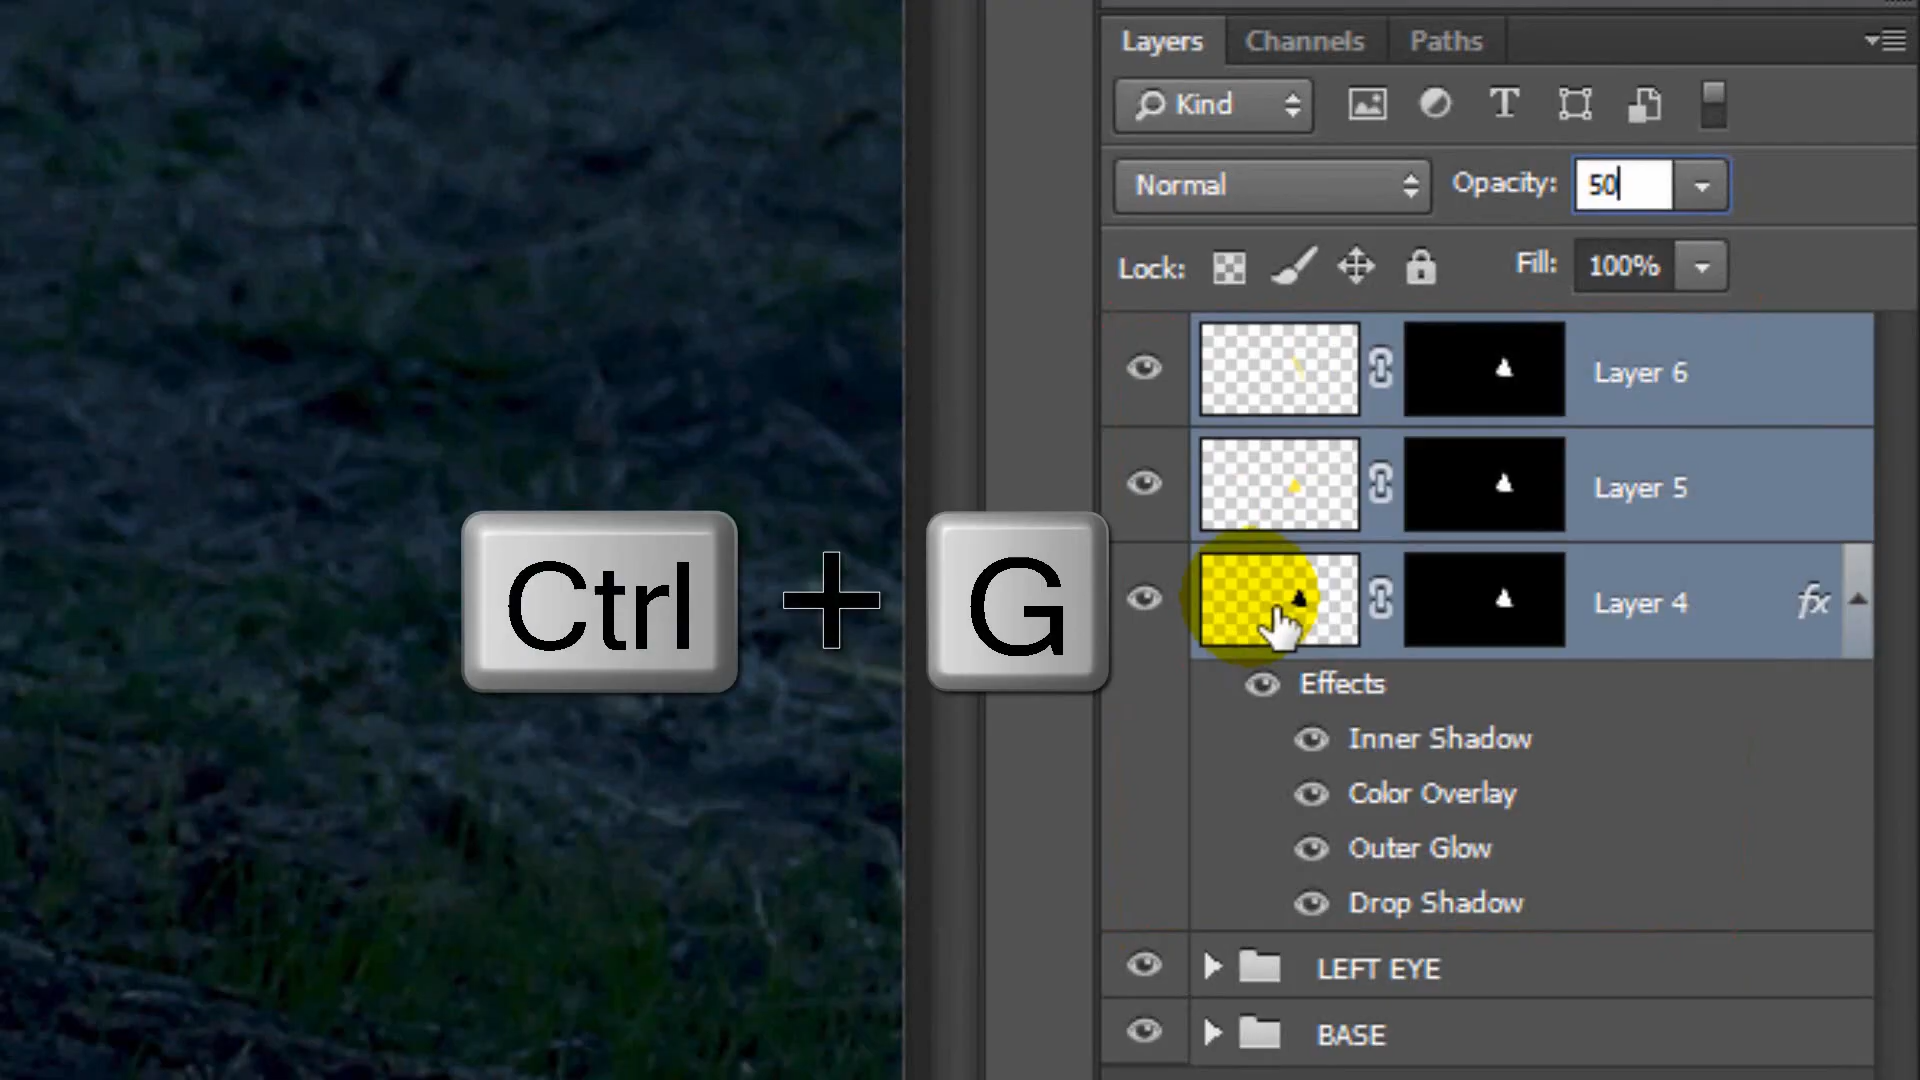 Layers Channels Paths
Kind T
Normal Opacity: 50
Lock: Fill: 100%
Layer 6
Layer 5
Ctrl + G
Layer 4 fx
Effects
Inner Shadow
Color Overlay
Outer Glow
Drop Shadow
LEFT EYE
BASE